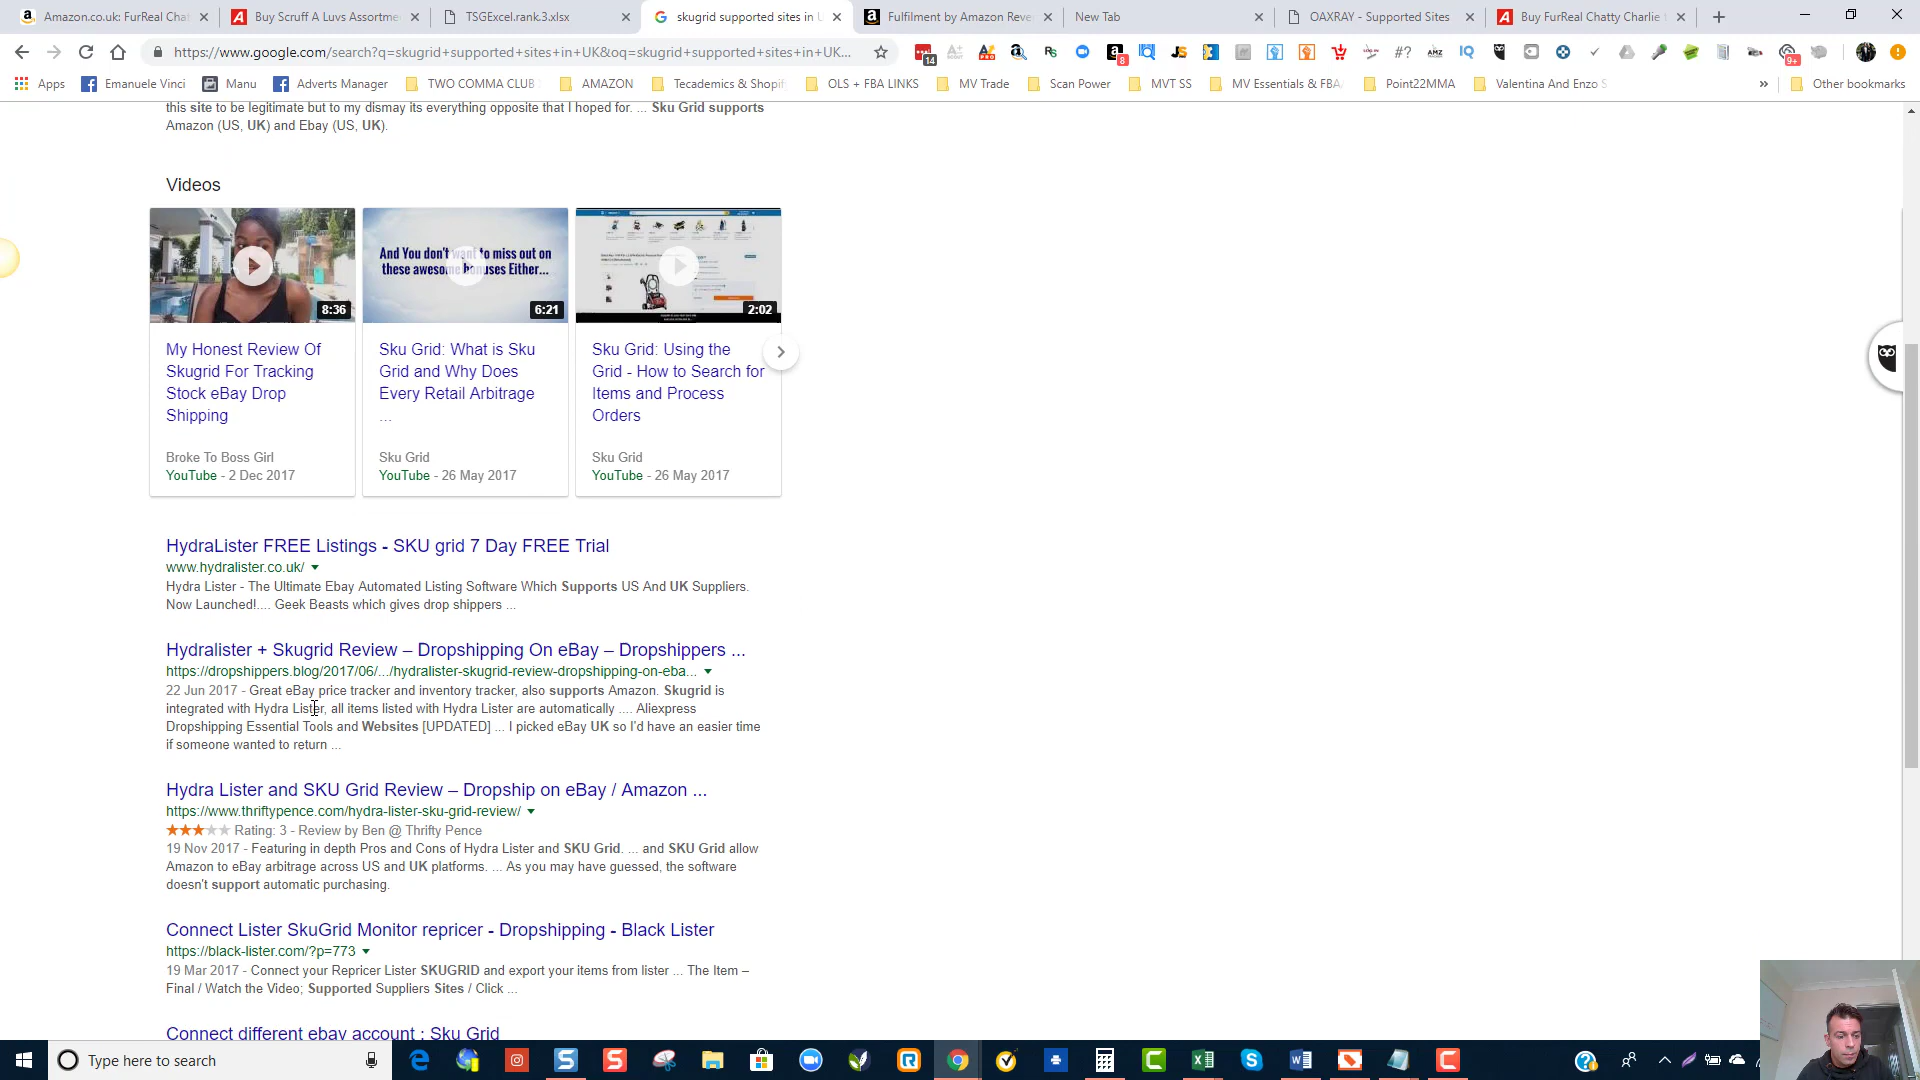 Amazon.co.uk: FurReal Chat
Buy Scruff A Luvs Assortme
TSGExcel.rank.3.xlsx
skugrid supported sites in U
Fulfilment by Amazon Reve
New Tab
OAXRAY - Supported Sites
Buy FurReal Chatty Charlie t
https://www.google.com/search?q=skugrid+supported+sites+in+UK&oq=skugrid+supported+sites+in+UK...
14
8
#?
9+
Apps
Emanuele Vinci
Manu
Adverts Manager
TWO COMMA CLUB
AMAZON
Tecademics & Shopif
OLS + FBA LINKS
MV Trade
Scan Power
MVT SS
MV Essentials & FBA
Point22MMA
Valentina And Enzo S
Other bookmarks
this site to be legitimate but to my dismay its everything opposite that I hoped for. ... Sku Grid supports
Amazon (US, UK) and Ebay (US, UK).
Videos
8:36
And You don't want to miss out on
these awesome bonuses Either...
6:21
2:02
My Honest Review Of
Skugrid For Tracking
Stock eBay Drop
Shipping
Broke To Boss Girl
YouTube - 2 Dec 2017
Sku Grid: What is Sku
Grid and Why Does
Every Retail Arbitrage
...
Sku Grid
YouTube - 26 May 2017
Sku Grid: Using the
Grid - How to Search for
Items and Process
Orders
Sku Grid
YouTube - 26 May 2017
HydraLister FREE Listings - SKU grid 7 Day FREE Trial
www.hydralister.co.uk/
Hydra Lister - The Ultimate Ebay Automated Listing Software Which Supports US And UK Suppliers.
Now Launched!.... Geek Beasts which gives drop shippers ...
Hydralister + Skugrid Review – Dropshipping On eBay – Dropshippers ...
https://dropshippers.blog/2017/06/.../hydralister-skugrid-review-dropshipping-on-eba...
22 Jun 2017 - Great eBay price tracker and inventory tracker, also supports Amazon. Skugrid is
integrated with Hydra Lister, all items listed with Hydra Lister are automatically .... Aliexpress
Dropshipping Essential Tools and Websites [UPDATED] ... I picked eBay UK so I'd have an easier time
if someone wanted to return ...
Hydra Lister and SKU Grid Review – Dropship on eBay / Amazon ...
https://www.thriftypence.com/hydra-lister-sku-grid-review/
Rating: 3 - Review by Ben @ Thrifty Pence
19 Nov 2017 - Featuring in depth Pros and Cons of Hydra Lister and SKU Grid. ... and SKU Grid allow
Amazon to eBay arbitrage across US and UK platforms. ... As you may have guessed, the software
doesn't support automatic purchasing.
Connect Lister SkuGrid Monitor repricer - Dropshipping - Black Lister
https://black-lister.com/?p=773
19 Mar 2017 - Connect your Repricer Lister SKUGRID and export your items from lister ... The Item –
Final / Watch the Video; Supported Suppliers Sites / Click ...
Connect different ebay account : Sku Grid
Type here to search